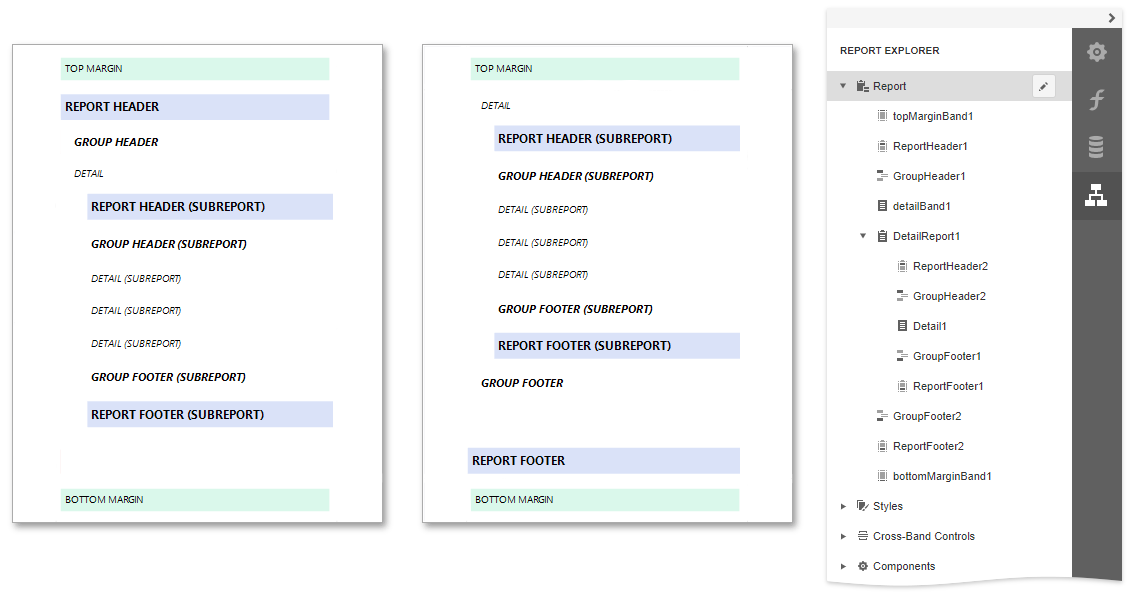 TOP MARGIN
REPORT HEADER
GROUP HEADER
DETAIL
REPORT HEADER (SUBREPORT)
GROUP HEADER (SUBREPORT)
DETAIL (SUBREPORT)
DETAIL (SUBREPORT)
DETAIL (SUBREPORT)
GROUP FOOTER (SUBREPORT)
REPORT FOOTER (SUBREPORT)
BOTTOM MARGIN
TOP MARGIN
DETAIL
REPORT HEADER (SUBREPORT)
GROUP HEADER (SUBREPORT)
DETAIL (SUBREPORT)
DETAIL (SUBREPORT)
DETAIL (SUBREPORT)
GROUP FOOTER (SUBREPORT)
REPORT FOOTER (SUBREPORT)
GROUP FOOTER
REPORT FOOTER
BOTTOM MARGIN
REPORT EXPLORER
Report
topMarginBand1
ReportHeader1
GroupHeader1
detailBand1
DetailReport1
ReportHeader2
GroupHeader2
Detail1
GroupFooter1
ReportFooter1
GroupFooter2
ReportFooter2
bottomMarginBand1
Styles
Cross-Band Controls
Components